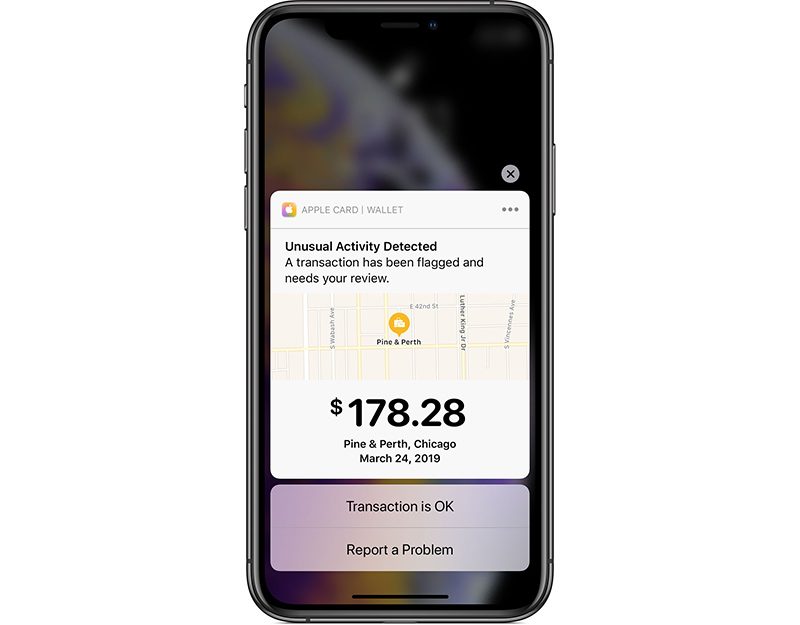 APPLE CARD | WALLET
Unusual Activity Detected
A transaction has been flagged and
needs your review.
E 42nd St
S Wabash Ave
Luther King Jr Dr
S Vincennes Ave
Pine & Perth
$178.28
Pine & Perth, Chicago
March 24, 2019
Transaction is OK
Report a Problem